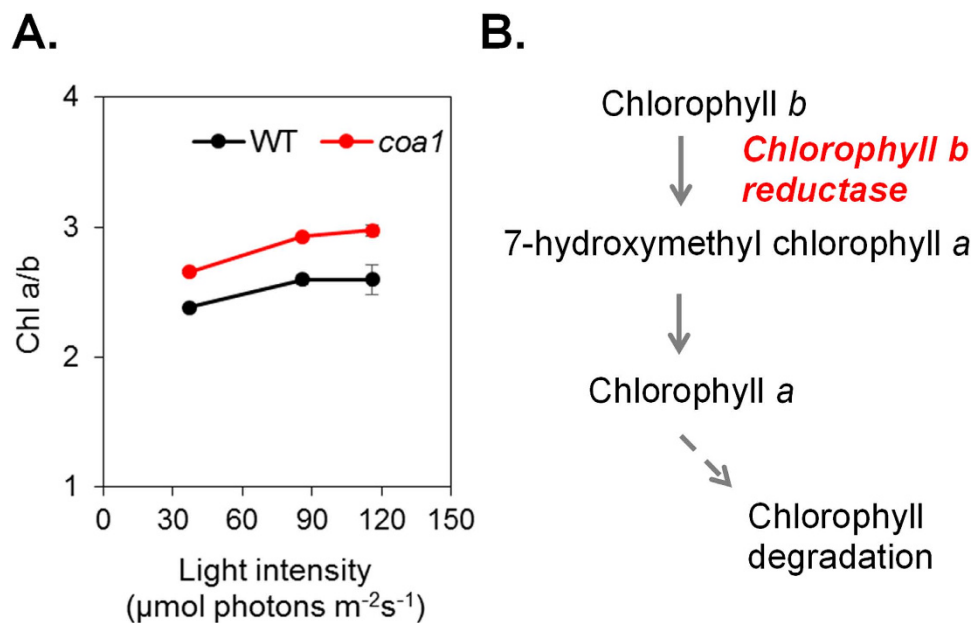 A.
4
3
2
1
Chl a/b
WT coa1
0 30 60 90 120 150
Light intensity
(µmol photons m-2s-1)
B.
Chlorophyll b
Chlorophyll b
reductase
7-hydroxymethyl chlorophyll a
Chlorophyll a
Chlorophyll
degradation